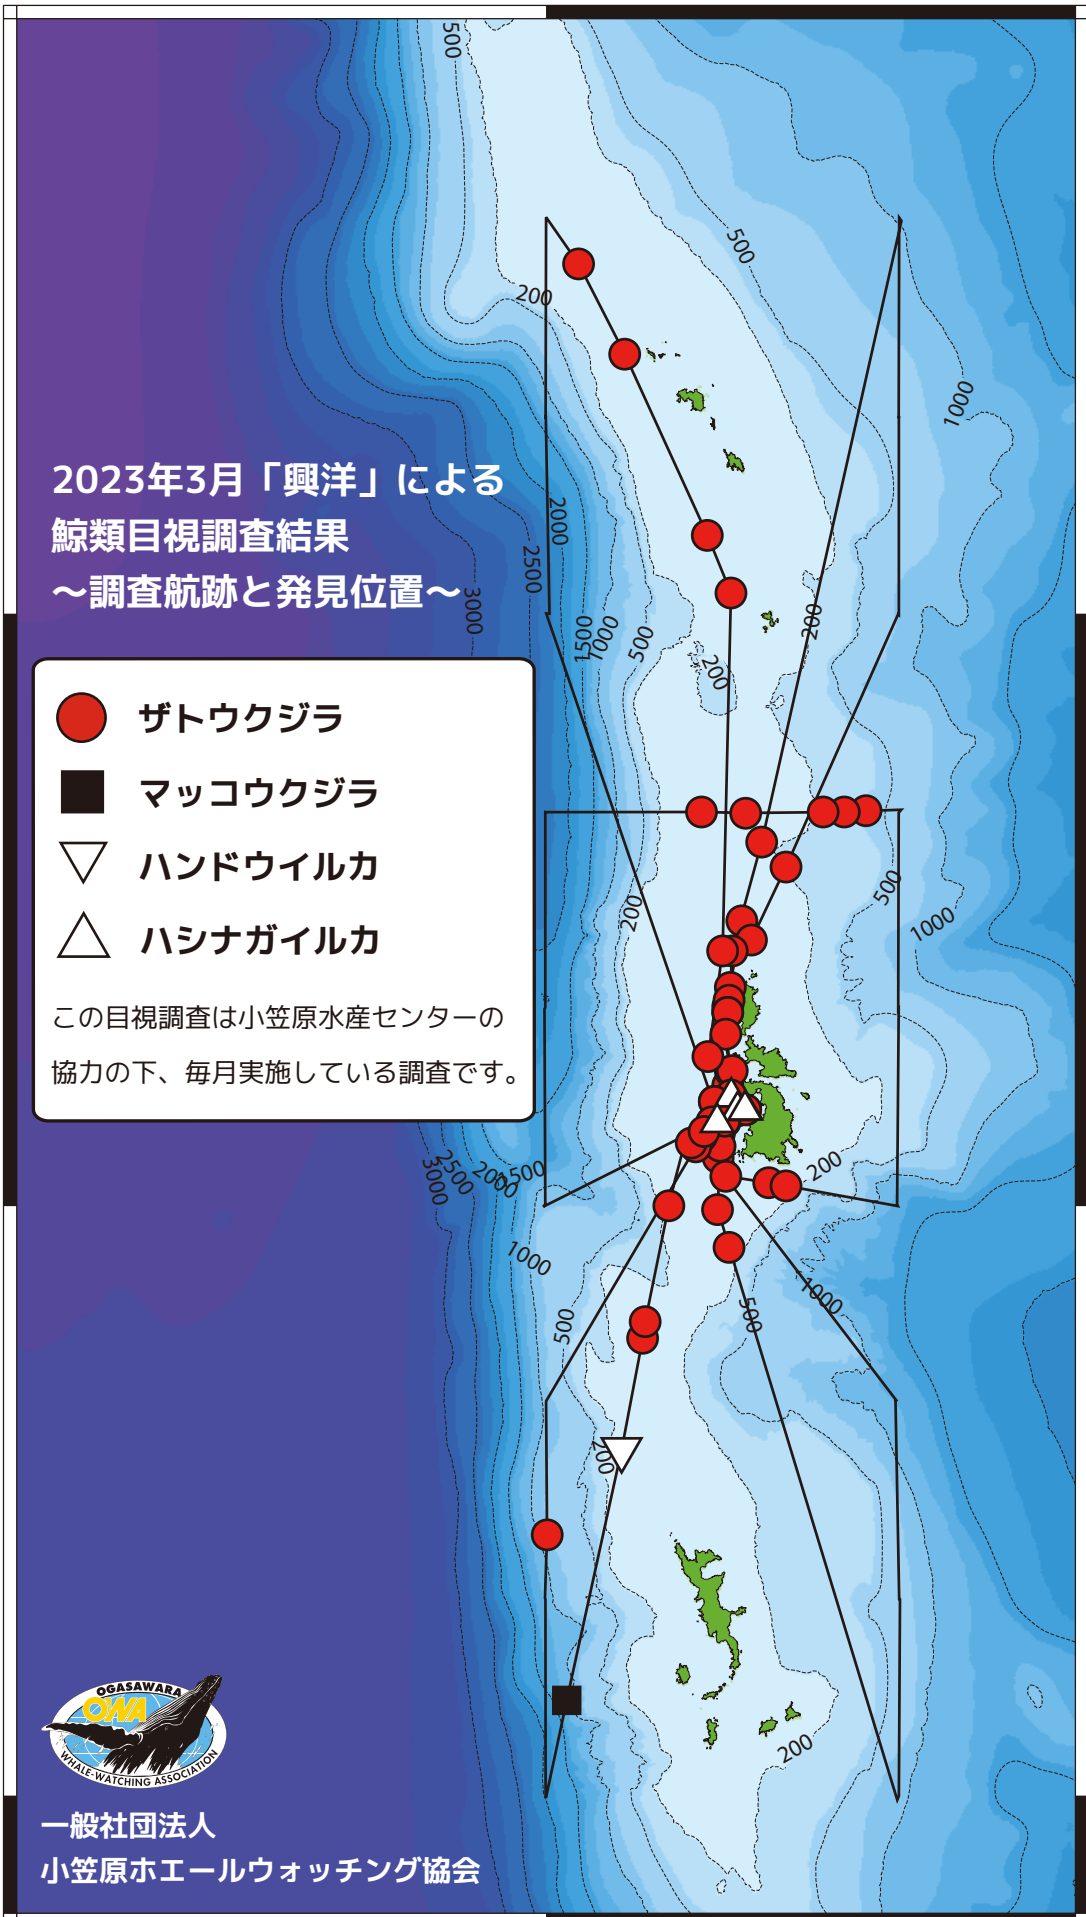 500
500
200
1000
2023年3月「興洋」による
鯨類目視調査結果
～調査航跡と発見位置～
2000
2500
3000
1500
1000
500
200
200
ザトウクジラ
マッコウクジラ
ハンドウイルカ
ハシナガイルカ
この目視調査は小笠原水産センターの
協力の下、毎月実施している調査です。
200
500
1000
3000
2500
2000
1500
200
1000
500
500
1000
200
200
OGASAWARA
OWA
WHALE-WATCHING ASSOCIATION
一般社団法人
小笠原ホエールウォッチング協会